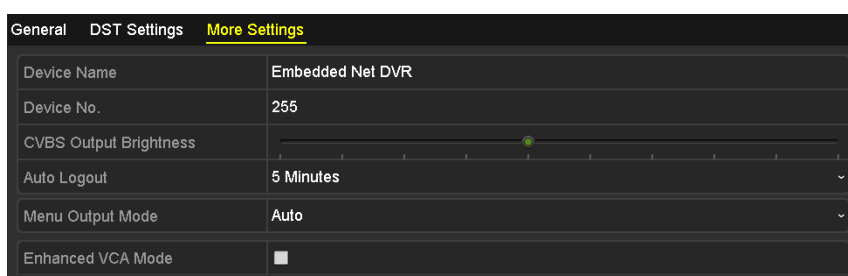 General DST Settings More Settings
Device Name Embedded Net DVR
Device No. 255
CVBS Output Brightness
Auto Logout 5 Minutes
Menu Output Mode Auto
Enhanced VCA Mode